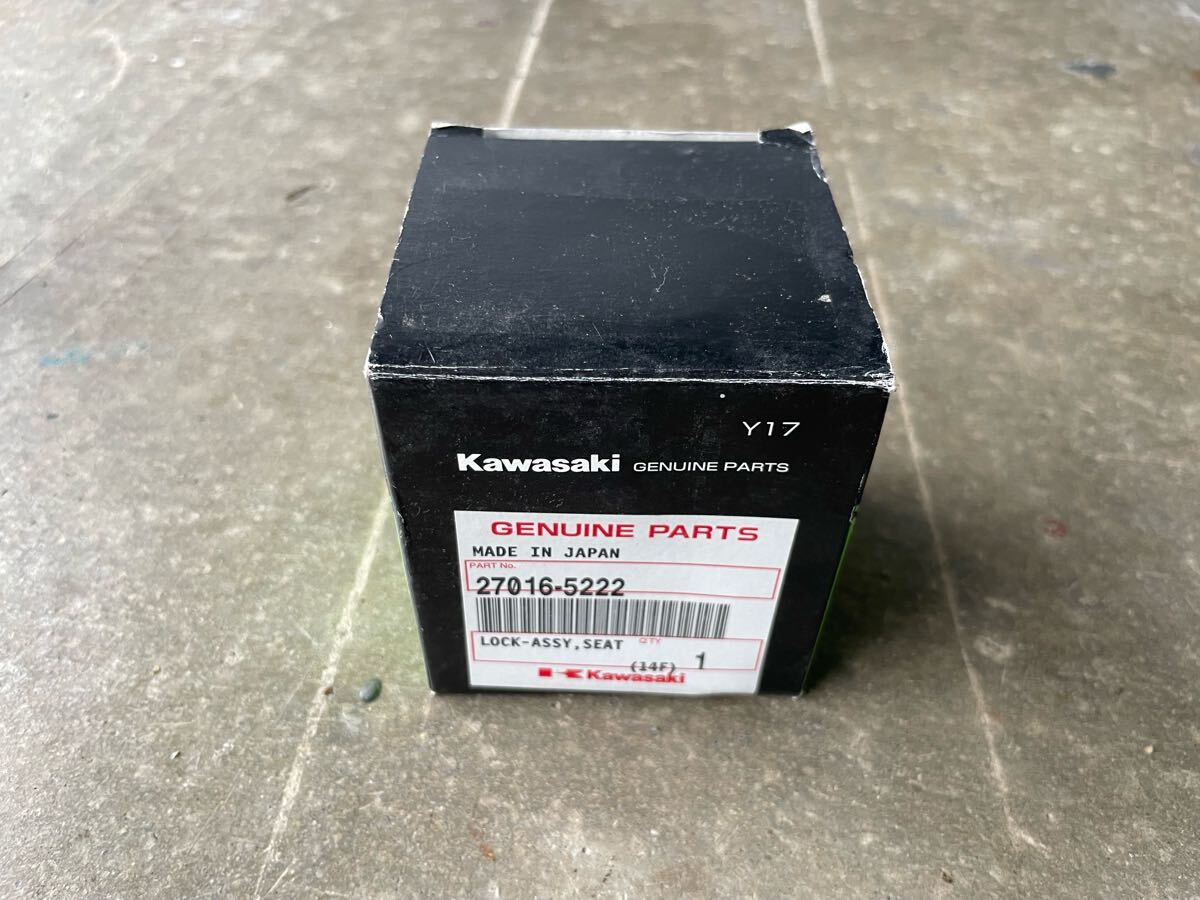 Y17
Kawasaki GENUINE PARTS
GENUINE PARTS
MADE IN JAPAN
PART No.
27016-5222
LOCK-ASSY,SEAT Q'TY
(14F) 1
Kawasaki